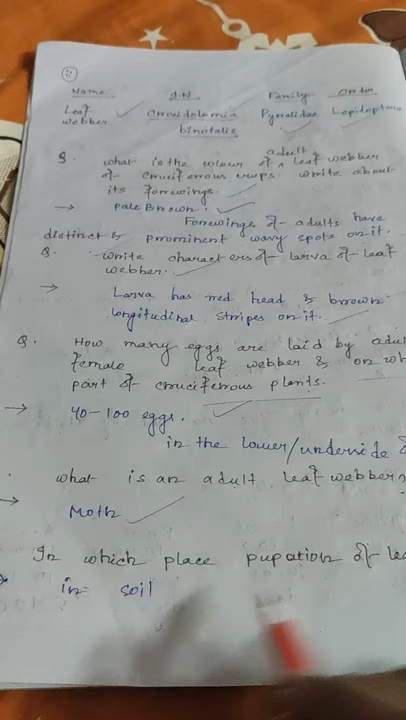 Name S.N. Family Order
Leaf webber Crocidolomia binotalis Pyralidae Lepidoptera
Q. what is the colour of adult leaf webber
of cruciferous crops. write about
its forewings.
→ Pale Brown.
Forewings of adults have
distinct & prominent wavy spots on it.
Q. write characters of larva of leaf
webber.
→ Larva has red head & brown
longitudinal stripes on it.
Q. How many eggs are laid by
female leaf webber & on
part of cruciferous plants.
→ 40-100 eggs.
in the lower/underside
what is an adult leaf webber
→ Moth
In which place pupation of
in soil